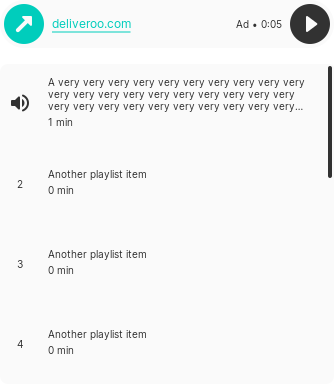 deliveroo.com
Ad • 0:05
A very very very very very very very very very very
very very very very very very very very very very
very very very very very very very very very very...
1 min
2
Another playlist item
0 min
3
Another playlist item
0 min
4
Another playlist item
0 min